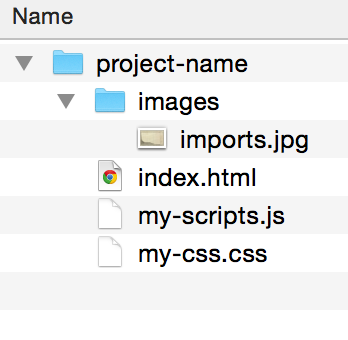 Name
project-name
images
imports.jpg
index.html
my-scripts.js
my-css.css